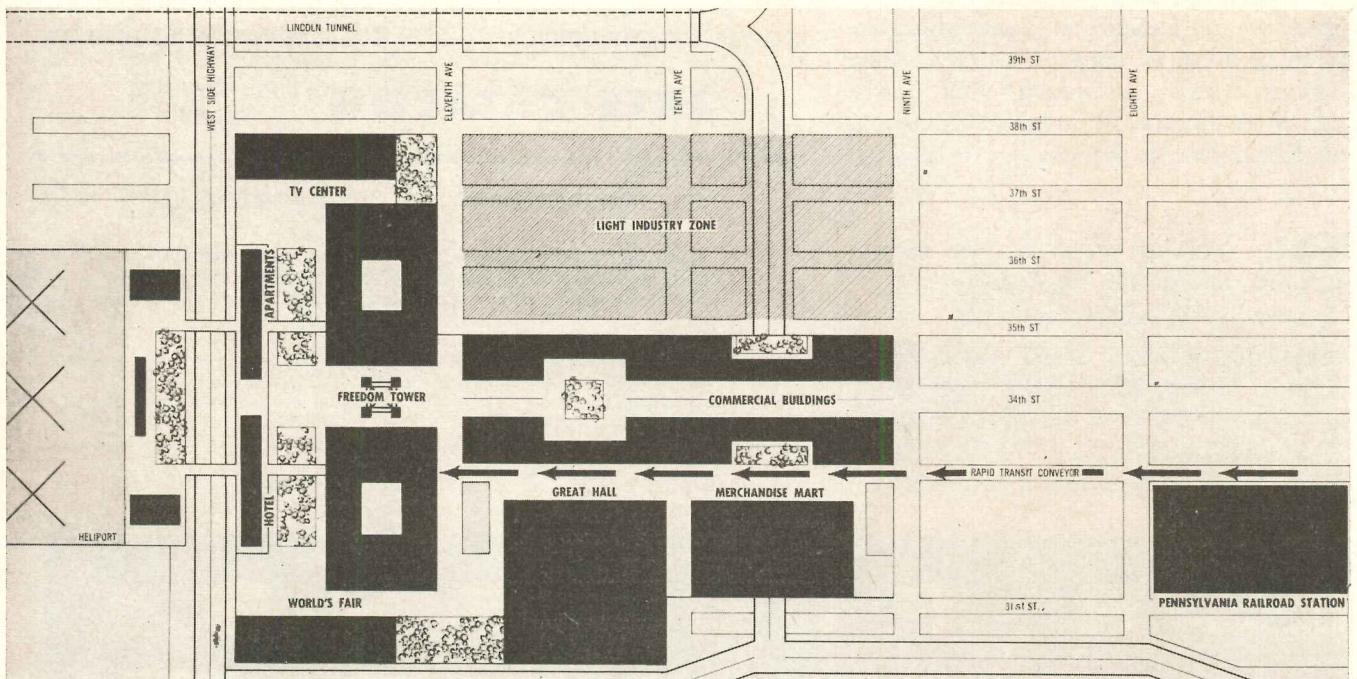 LINCOLN TUNNEL
WEST SIDE HIGHWAY
ELEVENTH AVE
TENTH AVE
NINTH AVE
EIGHTH AVE
39th ST
38th ST
37th ST
36th ST
35th ST
34th ST
31st ST.
TV CENTER
LIGHT INDUSTRY ZONE
APARTMENTS
FREEDOM TOWER
COMMERCIAL BUILDINGS
RAPID TRANSIT CONVEYOR
GREAT HALL
MERCHANDISE MART
HOTEL
HELIPORT
WORLD'S FAIR
PENNSYLVANIA RAILROAD STATION